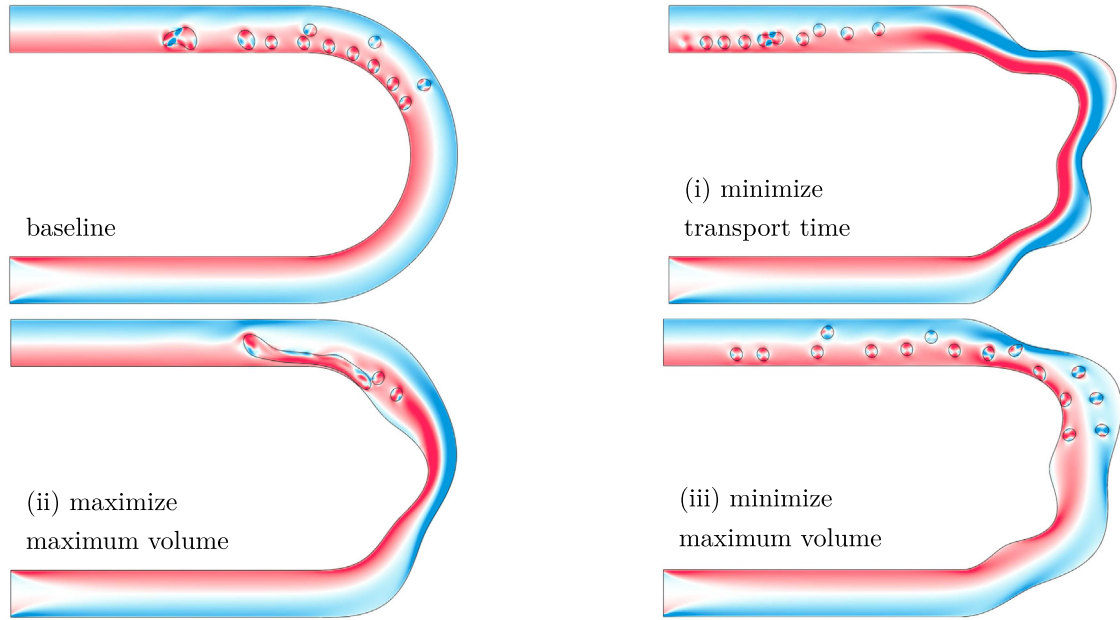 baseline
(i) minimize
transport time
(ii) maximize
maximum volume
(iii) minimize
maximum volume